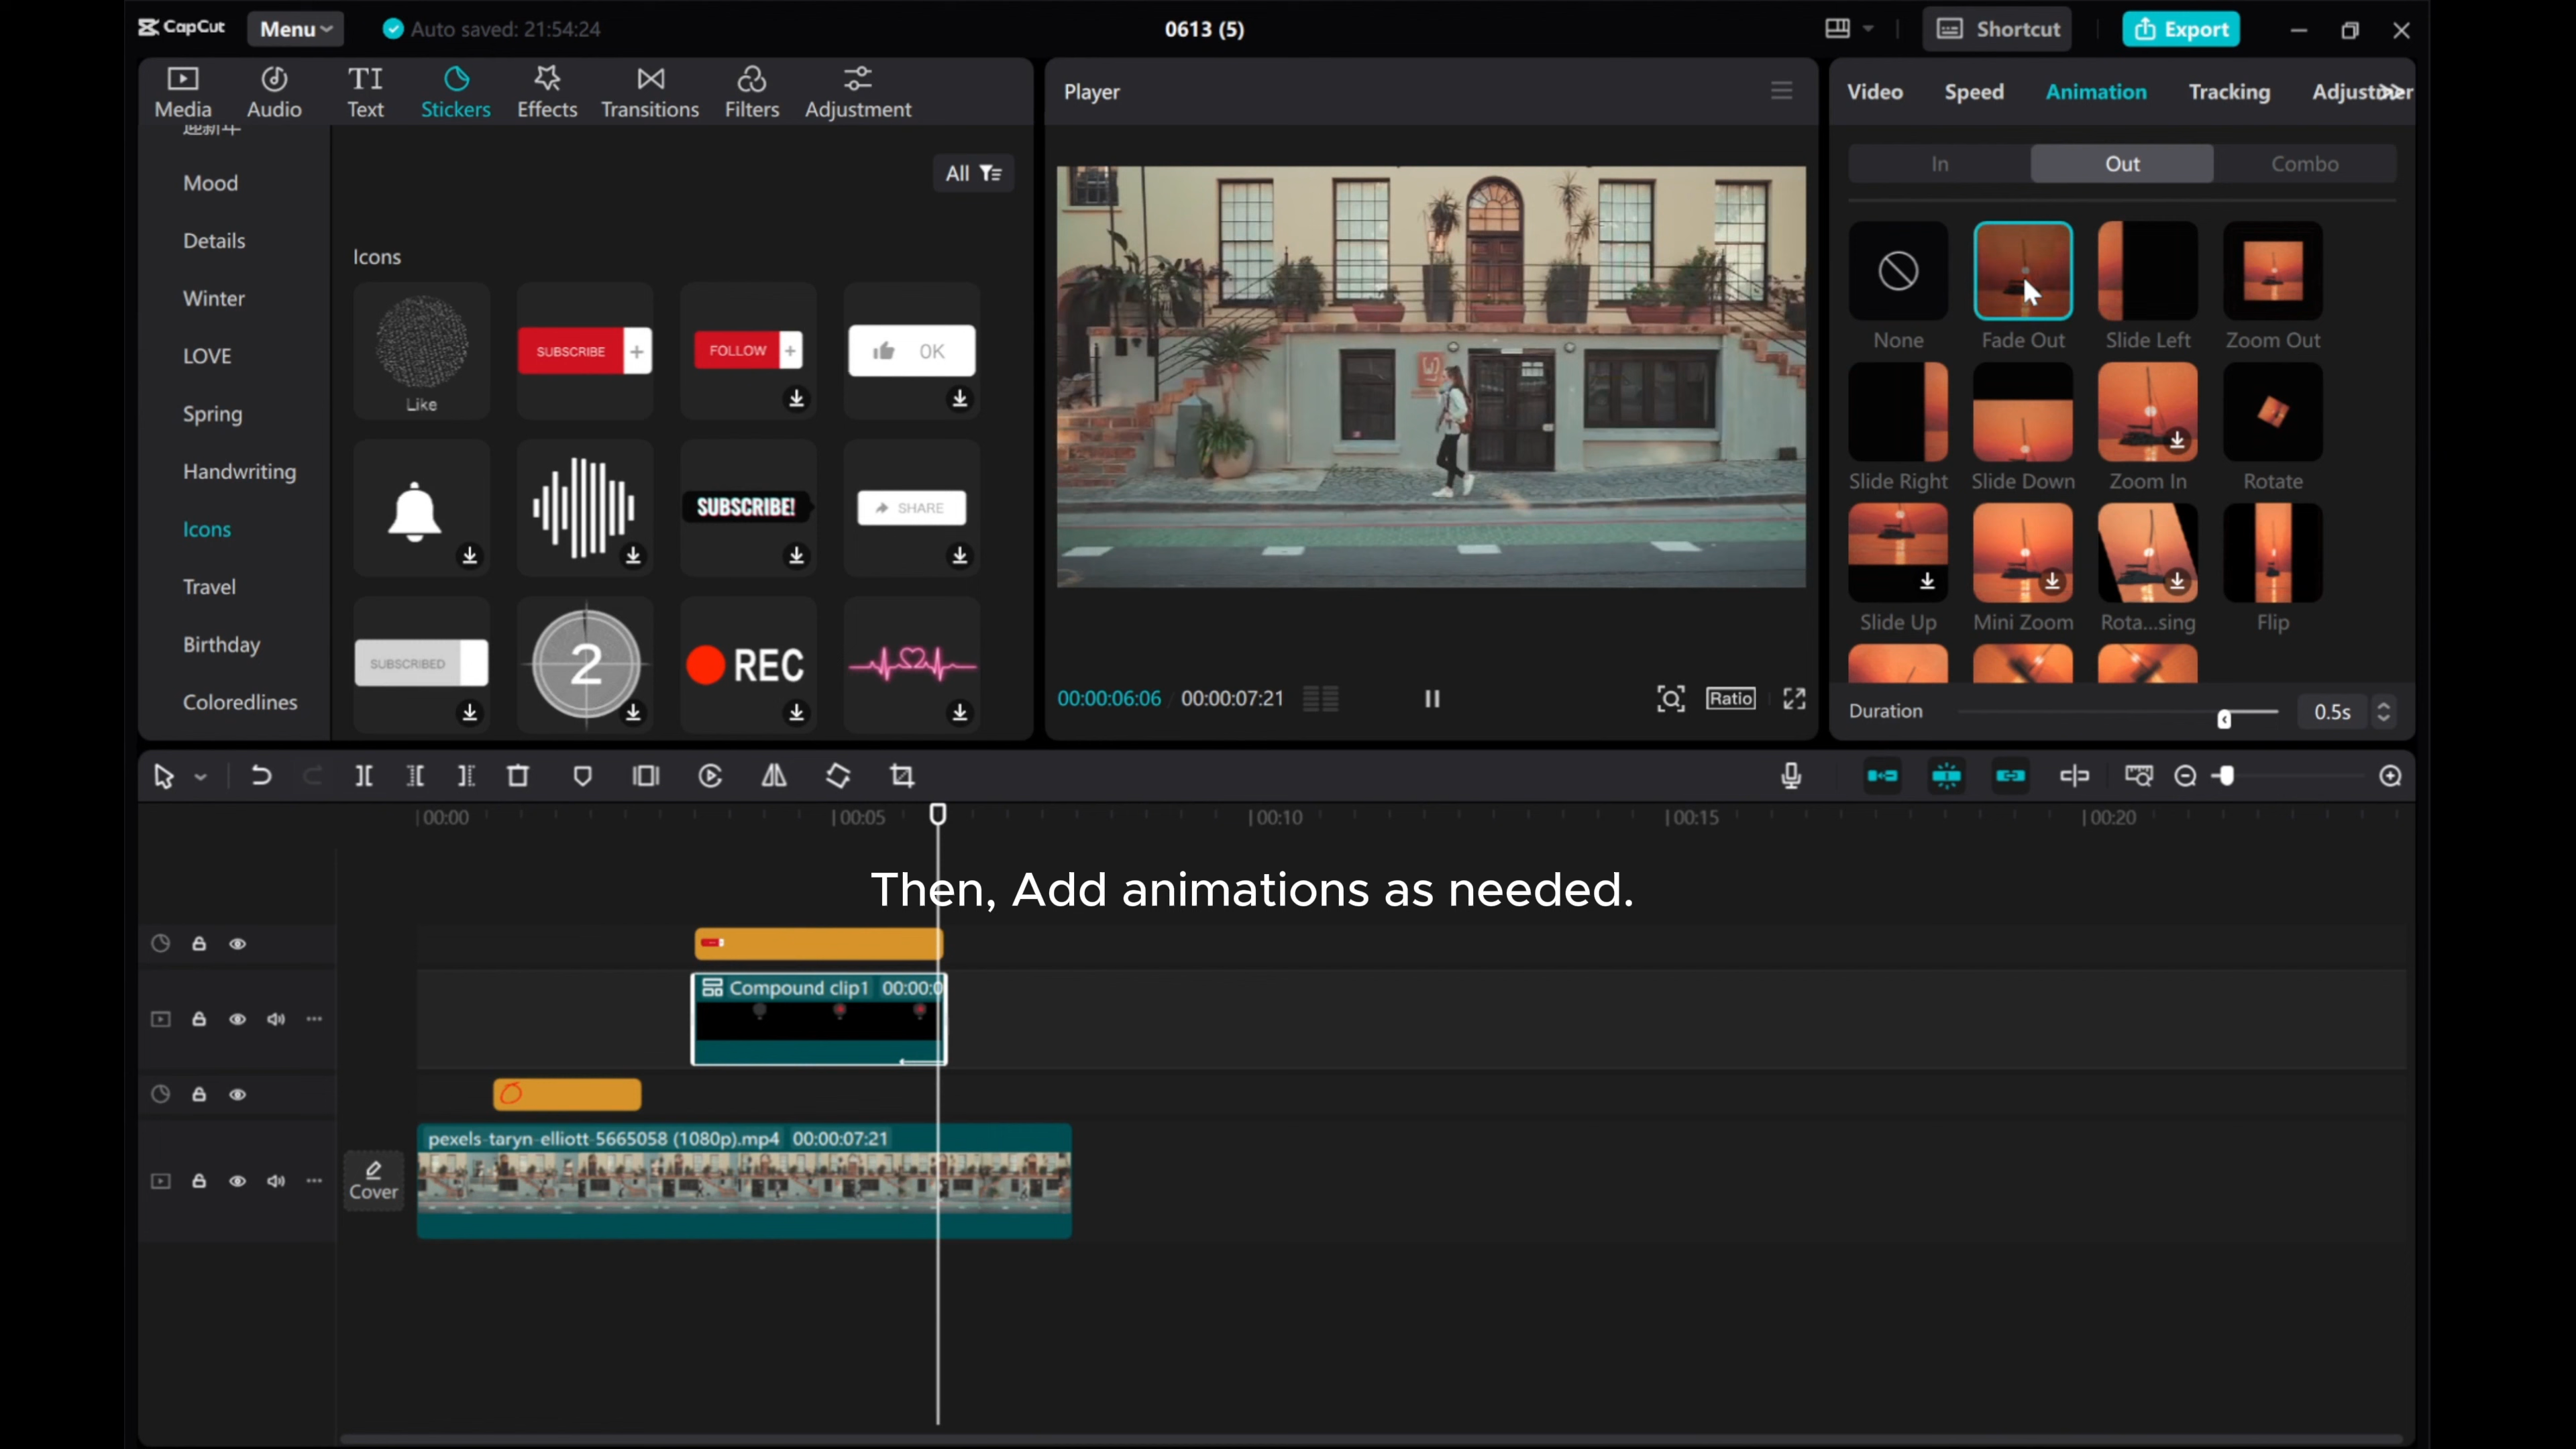 CapCut
Menu
Auto saved: 21:54:24
0613 (5)
Shortcut
Export
Media
Audio
TI
Text
Stickers
Effects
Transitions
Filters
Adjustment
Mood
Details
Winter
LOVE
Spring
Handwriting
Icons
Travel
Birthday
Coloredlines
All
Icons
Like
SUBSCRIBE +
FOLLOW +
0K
SUBSCRIBE!
SHARE
SUBSCRIBED
2
REC
Player
00:00:06:06 / 00:00:07:21
Ratio
Video
Speed
Animation
Tracking
In
Out
Combo
None
Fade Out
Slide Left
Zoom Out
Slide Right
Slide Down
Zoom In
Rotate
Slide Up
Mini Zoom
Rota...sing
Flip
Duration
0.5s
00:00
00:05
00:10
00:15
00:20
Then, Add animations as needed.
Compound clip1 00:00:0
pexels-taryn-elliott-5665058 (1080p).mp4 00:00:07:21
Cover